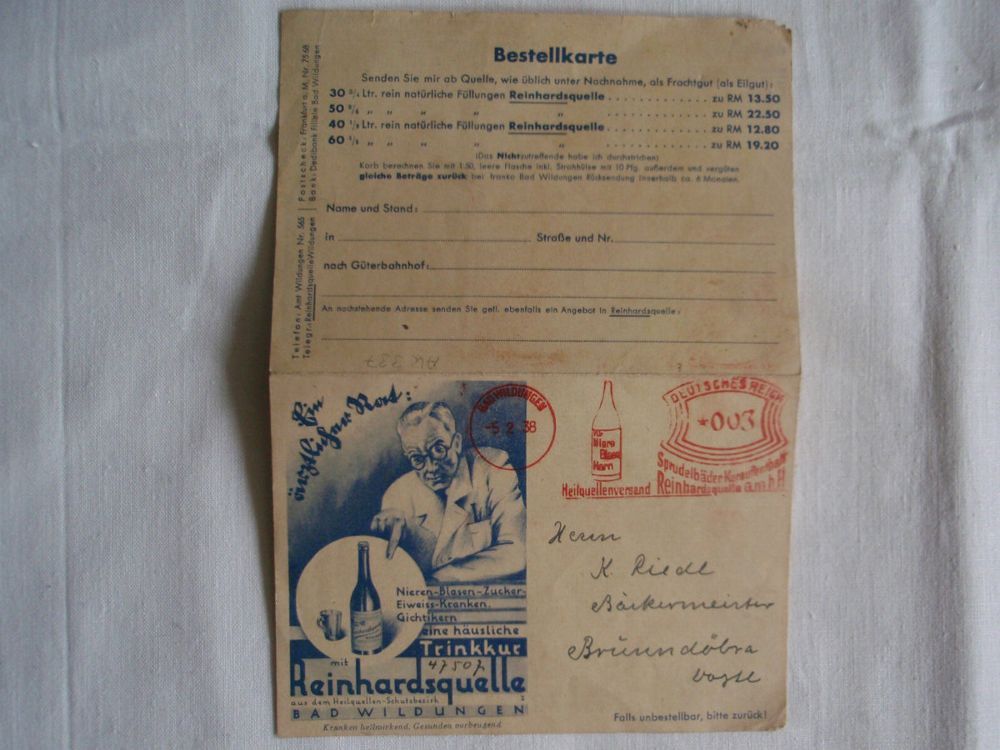 Bestellkarte
Senden Sie mir ab Quelle, wie üblich unter Nachnahme, als Frachtgut (als Eilgut):
30 ³/₄ Ltr. rein natürliche Füllungen Reinhardsquelle . . . . . . . . . . . . zu RM 13.50
50 ³/₄ „ „ „ „ „ . . . . . . . . . . . . zu RM 22.50
40 ¹/₂ Ltr. rein natürliche Füllungen Reinhardsquelle . . . . . . . . . . . . zu RM 12.80
60 ¹/₂ „ „ „ „ „ . . . . . . . . . . . . zu RM 19.20
(Das Nichtzutreffende habe ich durchstrichen)
Korb berechnen Sie mit 1.50, leere Flasche inkl. Strohhülse mit 10 Pfg. außerdem und vergüten
gleiche Beträge zurück bei franko Bad Wildungen Rücksendung innerhalb ca. 6 Monaten.
Name und Stand:
in Straße und Nr.
nach Güterbahnhof:
An nachstehende Adresse senden Sie gefl. ebenfalls ein Angebot in Reinhardsquelle:
Telefon: Amt Wildungen Nr. 565
Telegr.: Reinhardsquelle Wildungen
Postscheck: Frankfurt a. M. Nr. 7568
Bank: Dedibank Filiale Bad Wildungen
AK 337
Ein
ärztlicher Rat:
Nieren-Blasen-Zucker-
Eiweiss-Kranken,
Gichtikern
eine häusliche
Trinkkur
mit
47507
Reinhardsquelle
aus dem Heilquellen-Schutzbezirk
BAD WILDUNGEN
Kranken heilwirkend, Gesunden vorbeugend
BAD WILDUNGEN
-5.2.38
Niere
Blase
Harn
Heilquellenversand
DEUTSCHES REICH
*003
Sprudelbäder Kuraufenthalt
Reinhardsquelle G.m.b.H
Herrn
K. Riedl
Bäckermeister
Brunndöbra
Vogtl
Falls unbestellbar, bitte zurück!